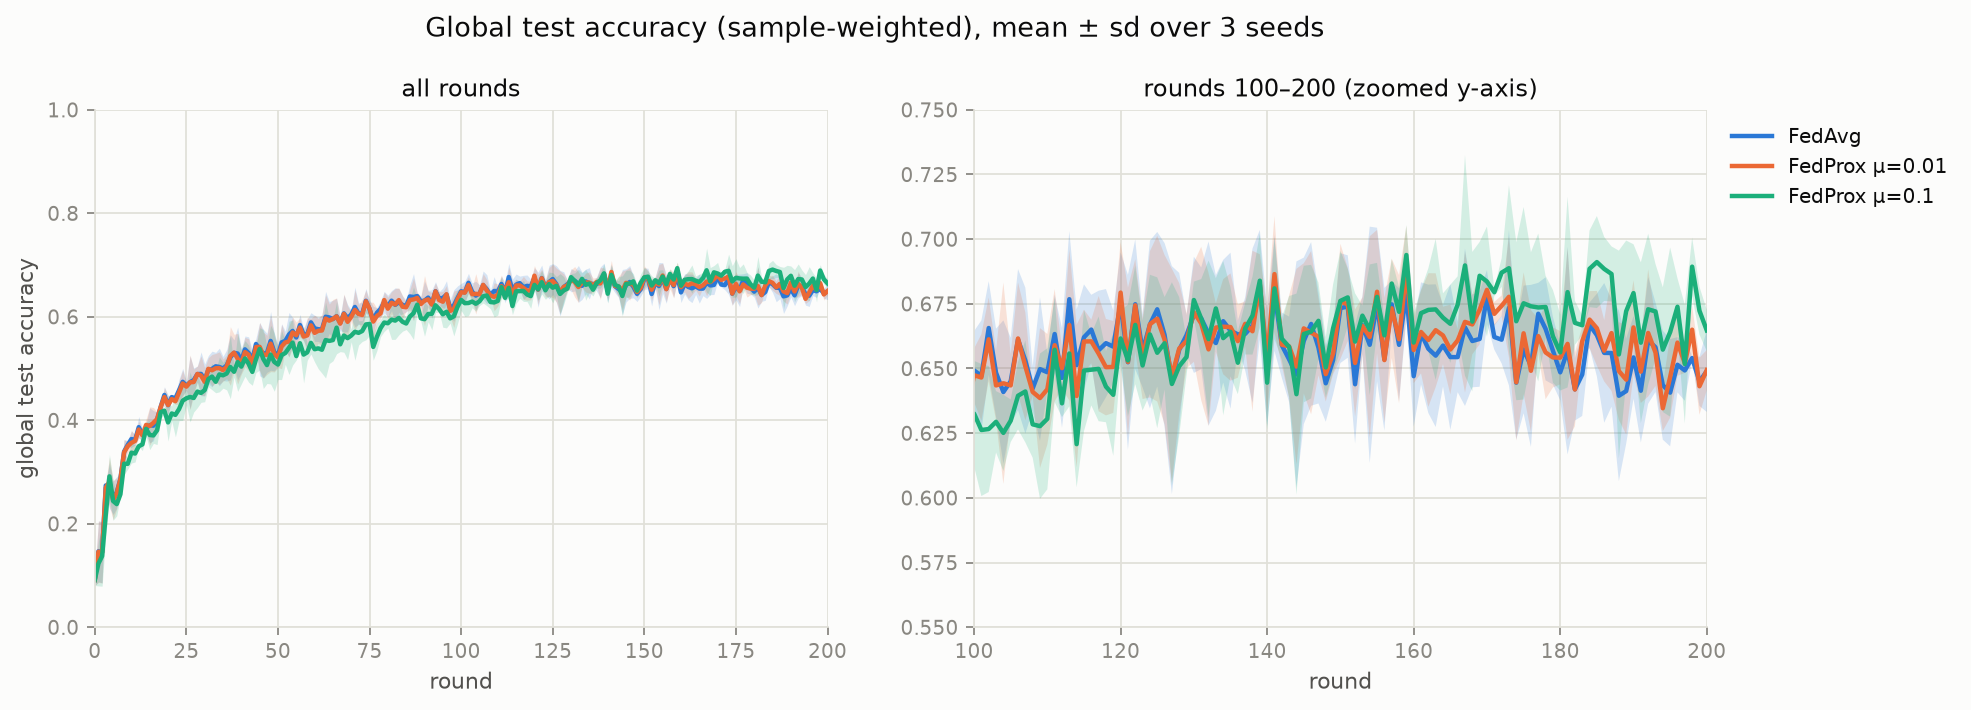 Global test accuracy (sample-weighted), mean ± sd over 3 seeds
all rounds
global test accuracy
1.0
0.8
0.6
0.4
0.2
0.0
0 25 50 75 100 125 150 175 200
round
rounds 100–200 (zoomed y-axis)
0.750
0.725
0.700
0.675
0.650
0.625
0.600
0.575
0.550
100 120 140 160 180 200
round
FedAvg
FedProx μ=0.01
FedProx μ=0.1